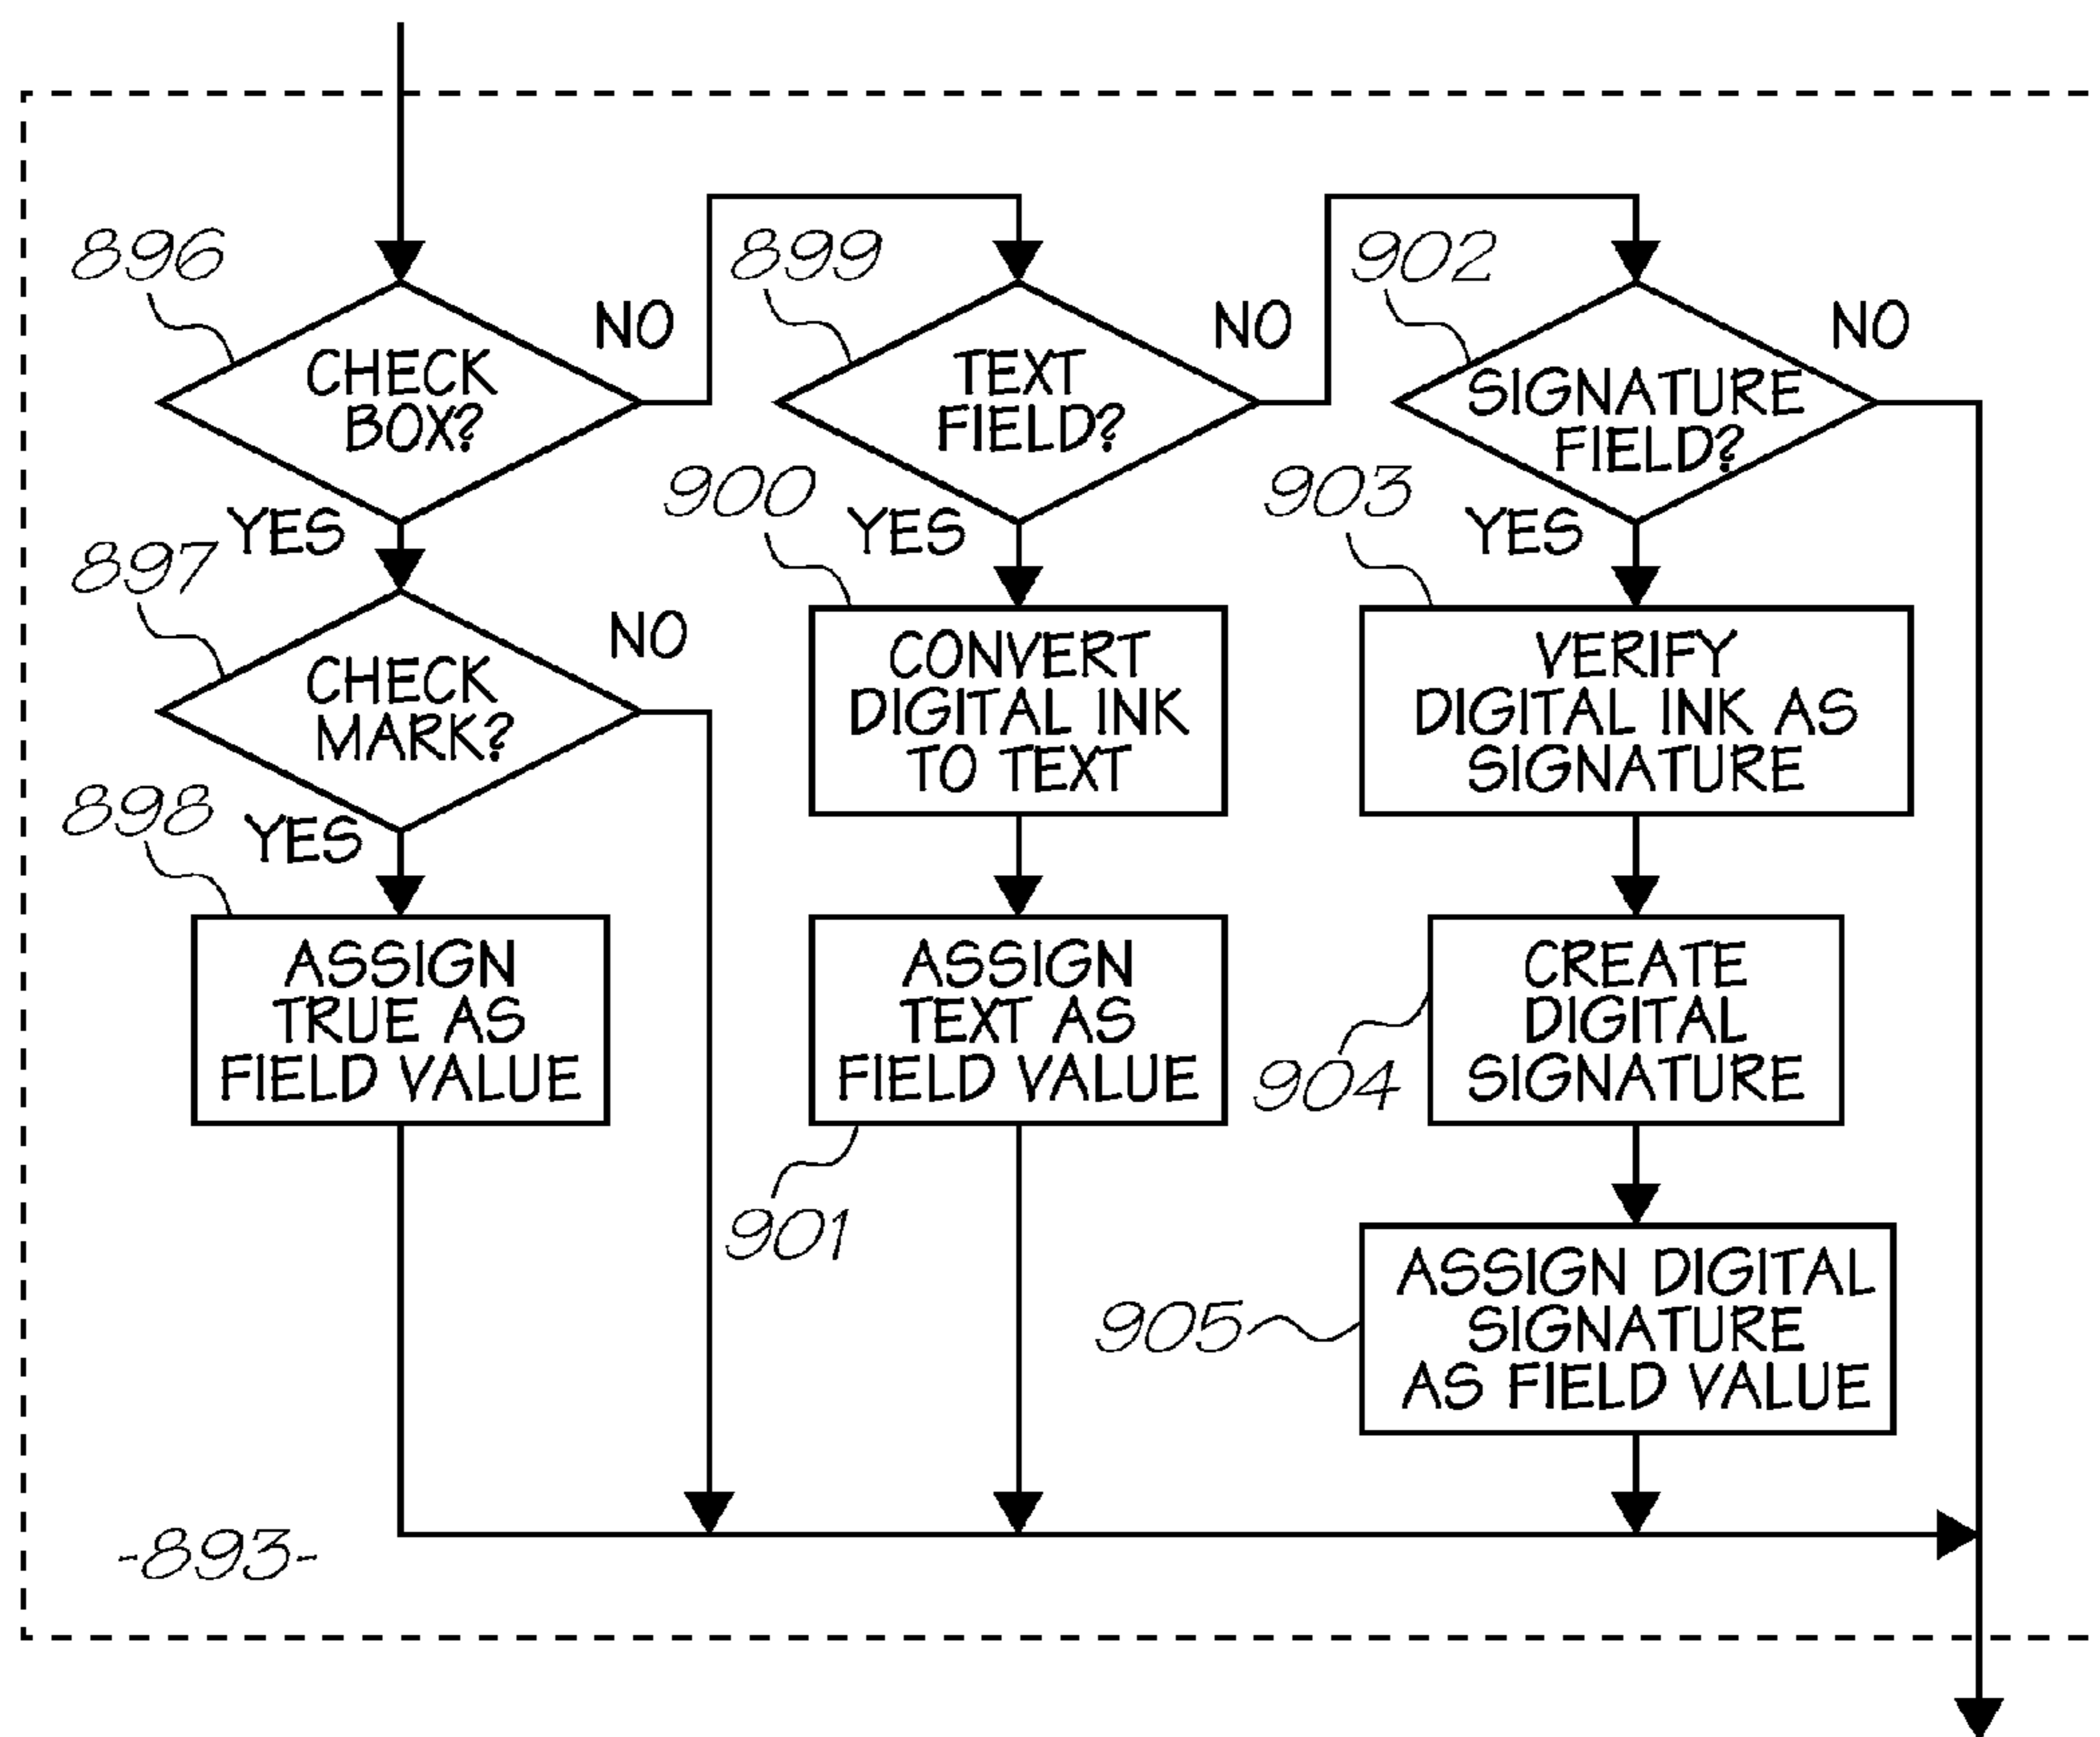 896
CHECK
BOX?
NO
YES
897
CHECK
MARK?
NO
YES
898
ASSIGN
TRUE AS
FIELD VALUE
899
TEXT
FIELD?
NO
YES
900
CONVERT
DIGITAL INK
TO TEXT
ASSIGN
TEXT AS
FIELD VALUE
901
902
SIGNATURE
FIELD?
NO
YES
903
VERIFY
DIGITAL INK AS
SIGNATURE
CREATE
DIGITAL
SIGNATURE
904
ASSIGN DIGITAL
SIGNATURE
AS FIELD VALUE
905
-893-